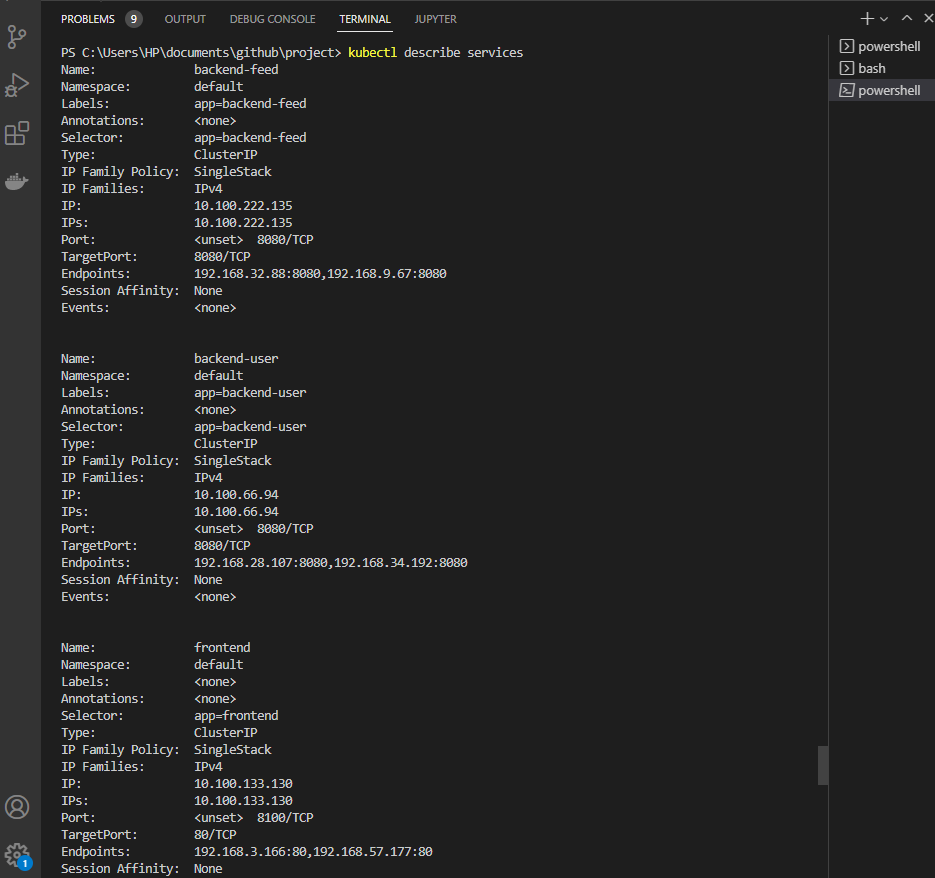 PROBLEMS 9 OUTPUT DEBUG CONSOLE TERMINAL JUPYTER
powershell
bash
powershell
PS C:\Users\HP\documents\github\project> kubectl describe services
Name: backend-feed
Namespace: default
Labels: app=backend-feed
Annotations: <none>
Selector: app=backend-feed
Type: ClusterIP
IP Family Policy: SingleStack
IP Families: IPv4
IP: 10.100.222.135
IPs: 10.100.222.135
Port: <unset> 8080/TCP
TargetPort: 8080/TCP
Endpoints: 192.168.32.88:8080,192.168.9.67:8080
Session Affinity: None
Events: <none>
Name: backend-user
Namespace: default
Labels: app=backend-user
Annotations: <none>
Selector: app=backend-user
Type: ClusterIP
IP Family Policy: SingleStack
IP Families: IPv4
IP: 10.100.66.94
IPs: 10.100.66.94
Port: <unset> 8080/TCP
TargetPort: 8080/TCP
Endpoints: 192.168.28.107:8080,192.168.34.192:8080
Session Affinity: None
Events: <none>
Name: frontend
Namespace: default
Labels: <none>
Annotations: <none>
Selector: app=frontend
Type: ClusterIP
IP Family Policy: SingleStack
IP Families: IPv4
IP: 10.100.133.130
IPs: 10.100.133.130
Port: <unset> 8100/TCP
TargetPort: 80/TCP
Endpoints: 192.168.3.166:80,192.168.57.177:80
Session Affinity: None
1